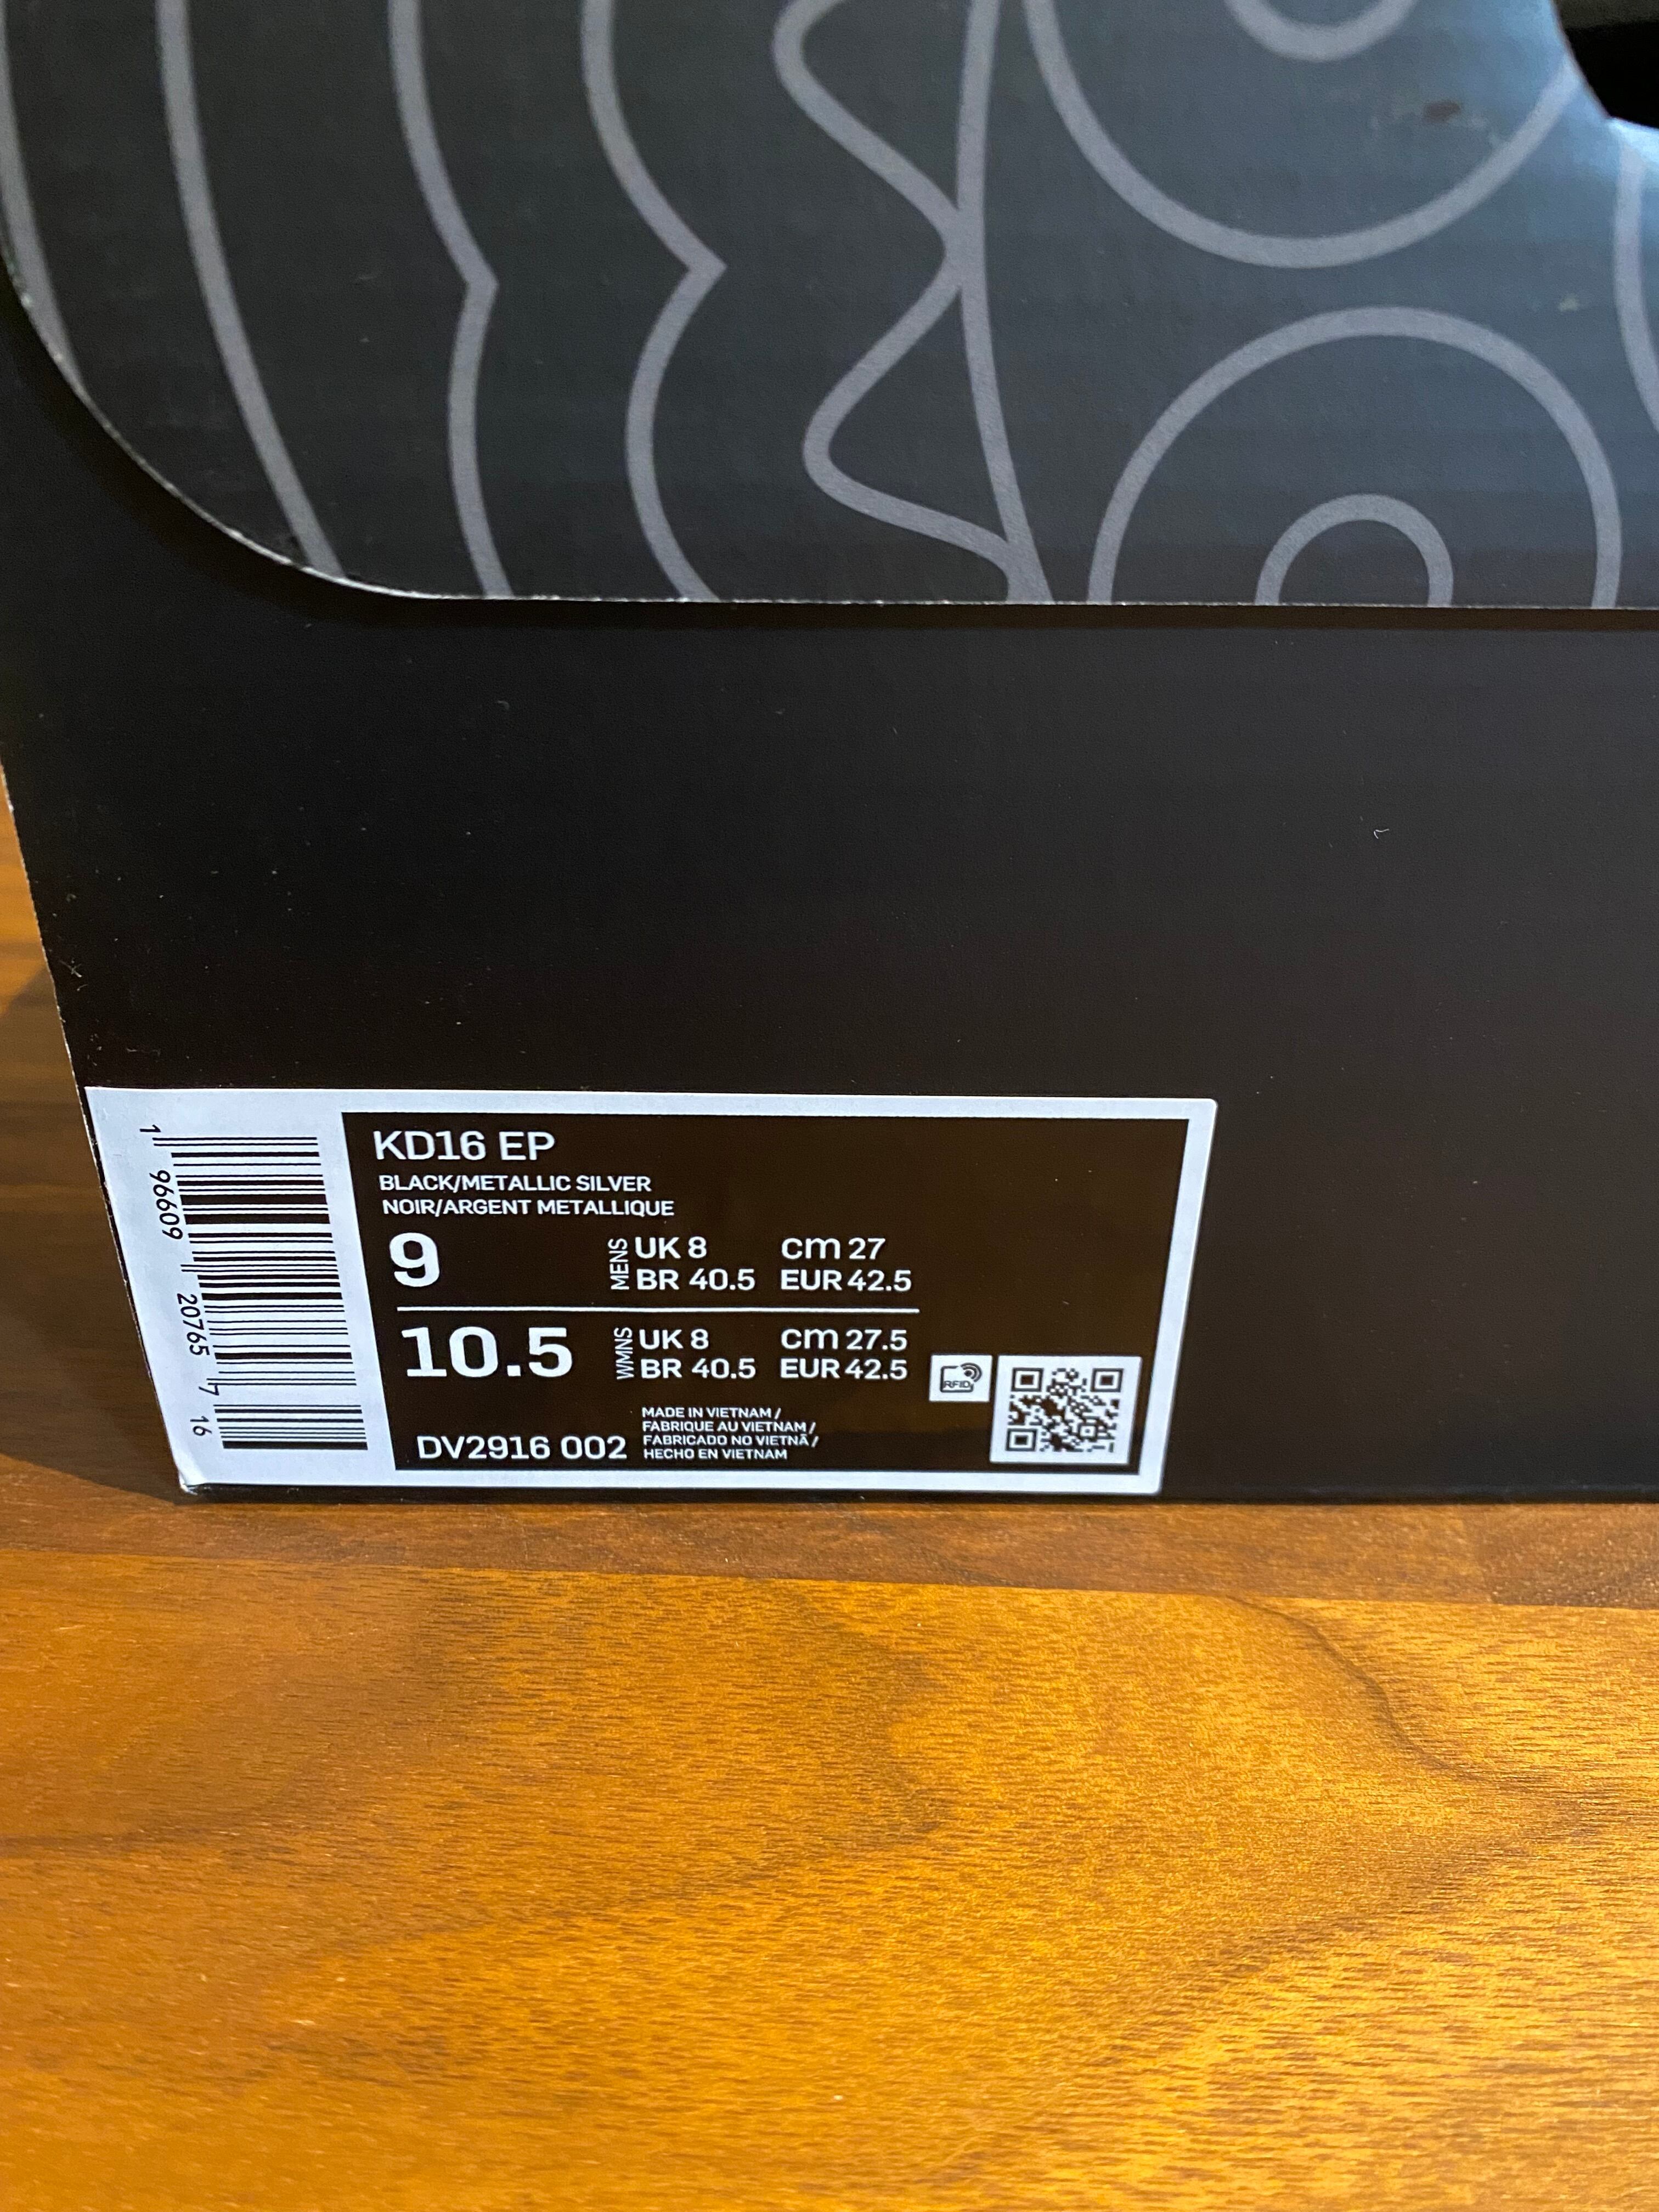 KD16 EP
BLACK/METALLIC SILVER
NOIR/ARGENT METALLIQUE
9 MENS UK 8 cm 27
BR 40.5 EUR 42.5
10.5 WMNS UK 8 cm 27.5
BR 40.5 EUR 42.5
RFID
DV2916 002
MADE IN VIETNAM /
FABRIQUE AU VIETNAM /
FABRICADO NO VIETNÃ /
HECHO EN VIETNAM
1 96609 20765 7 16